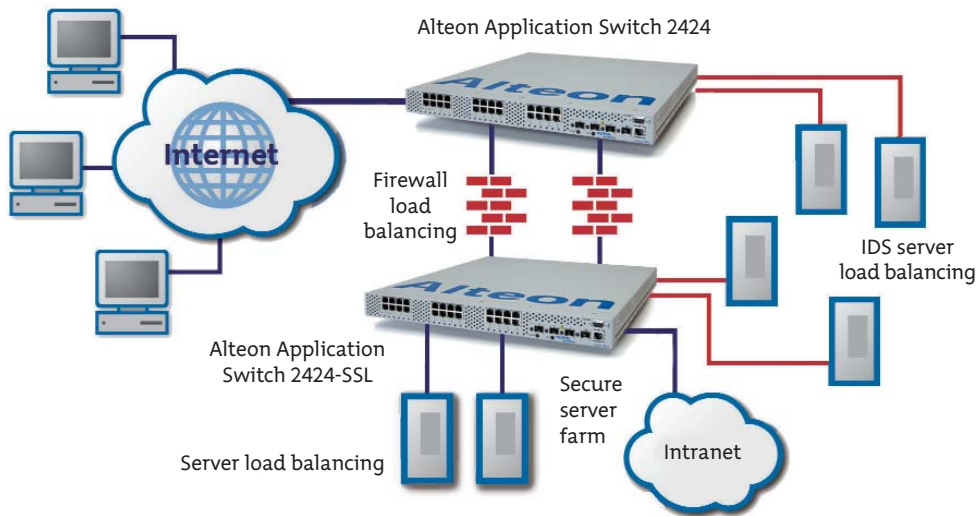 Alteon Application Switch 2424
Alteon
Internet
Firewall
load
balancing
IDS server
load balancing
Alteon
Alteon Application
Switch 2424-SSL
Secure
server
farm
Intranet
Server load balancing